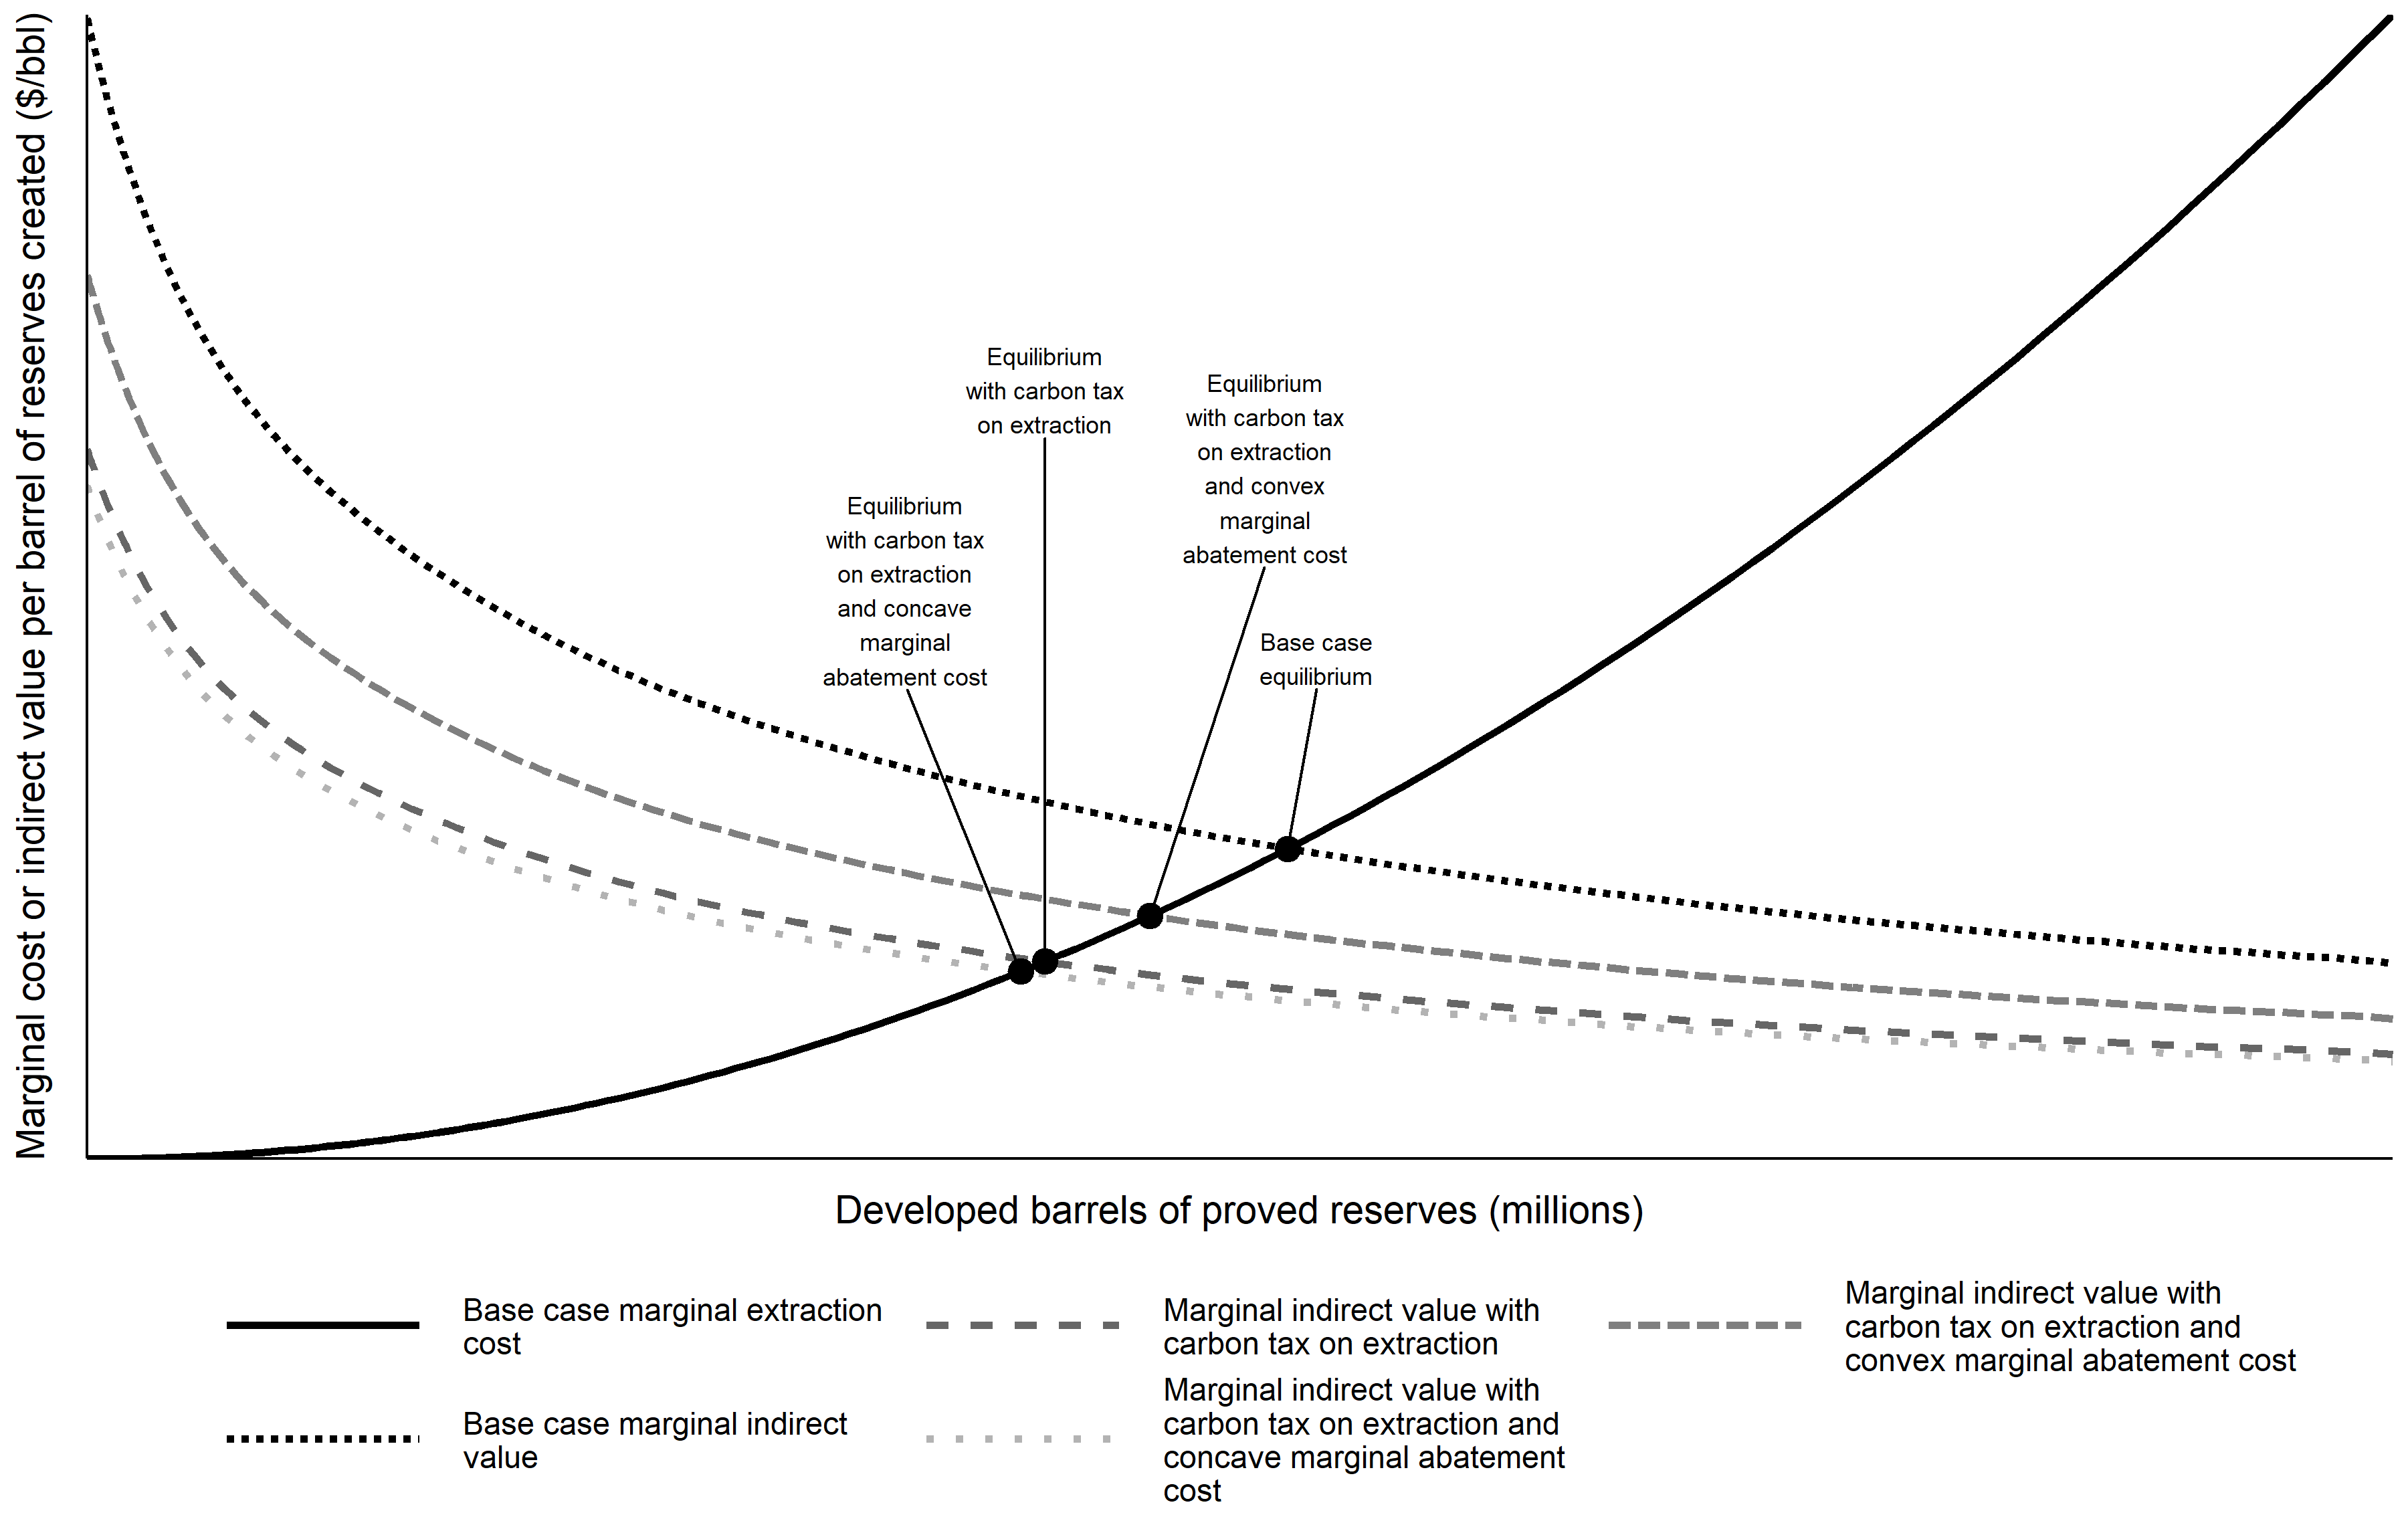 Marginal cost or indirect value per barrel of reserves created ($/bbl)
Equilibrium
with carbon tax
on extraction
Equilibrium
with carbon tax
on extraction
and convex
marginal
abatement cost
Equilibrium
with carbon tax
on extraction
and concave
marginal
abatement cost
Base case
equilibrium
Developed barrels of proved reserves (millions)
Base case marginal extraction
cost
Base case marginal indirect
value
Marginal indirect value with
carbon tax on extraction
Marginal indirect value with
carbon tax on extraction and
concave marginal abatement
cost
Marginal indirect value with
carbon tax on extraction and
convex marginal abatement cost